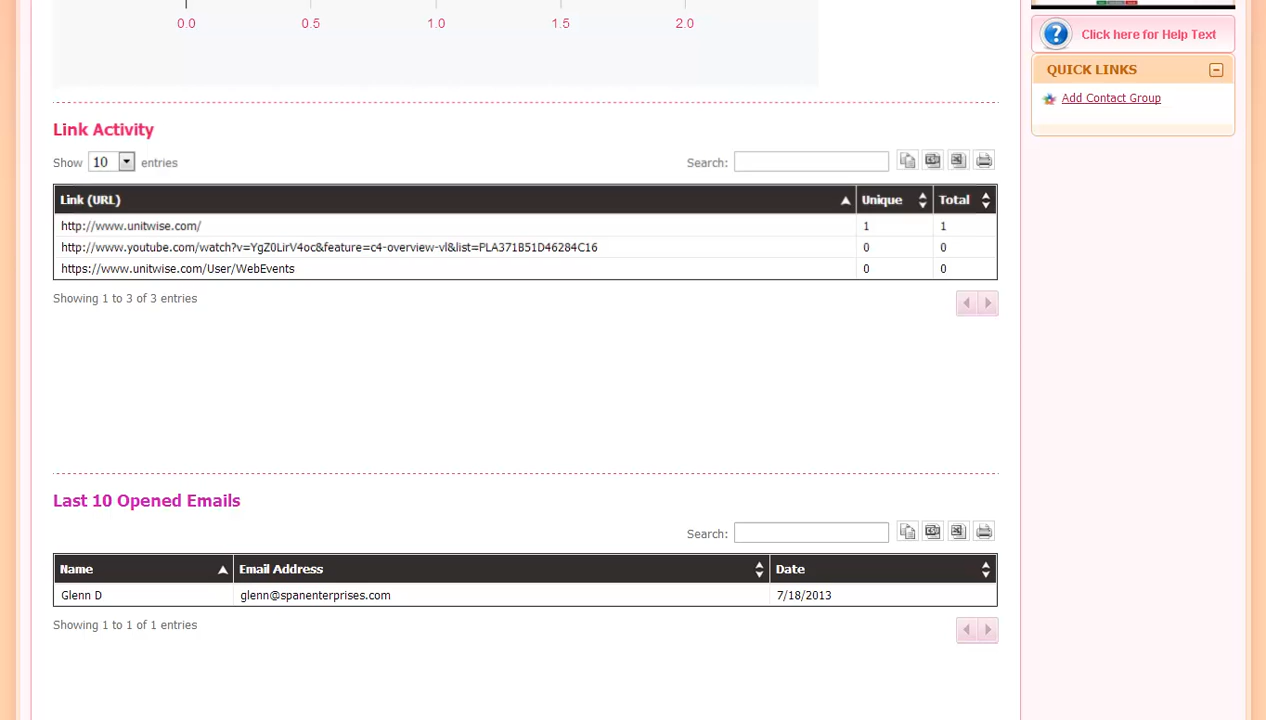 0.0 0.5 1.0 1.5 2.0
Click here for Help Text
QUICK LINKS
Add Contact Group
Link Activity
Show 10 entries Search:
Link (URL) Unique Total
http://www.unitwise.com/ 1 1
http://www.youtube.com/watch?v=YgZ0LirV4oc&feature=c4-overview-vl&list=PLA371B51D46284C16 0 0
https://www.unitwise.com/User/WebEvents 0 0
Showing 1 to 3 of 3 entries
Last 10 Opened Emails
Search:
Name Email Address Date
Glenn D glenn@spanenterprises.com 7/18/2013
Showing 1 to 1 of 1 entries